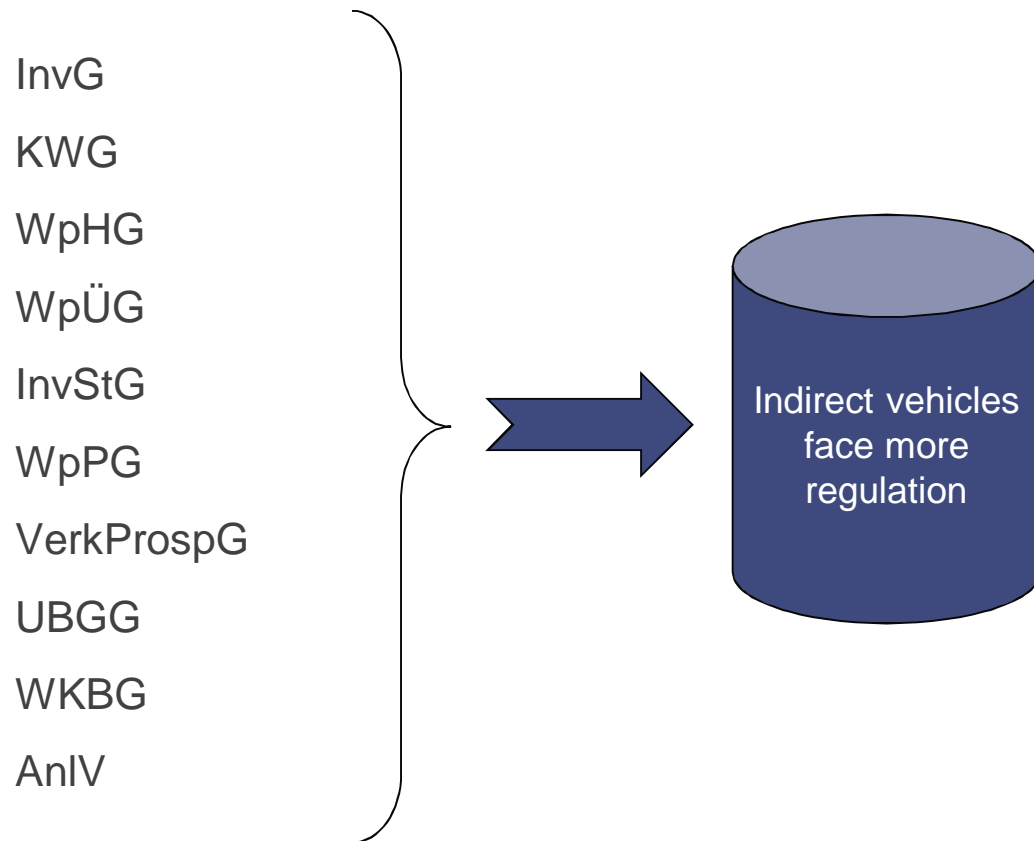 InvG
KWG
WpHG
WpÜG
InvStG
WpPG
VerkProspG
UBGG
WKBG
AnlV
Indirect vehicles
face more
regulation